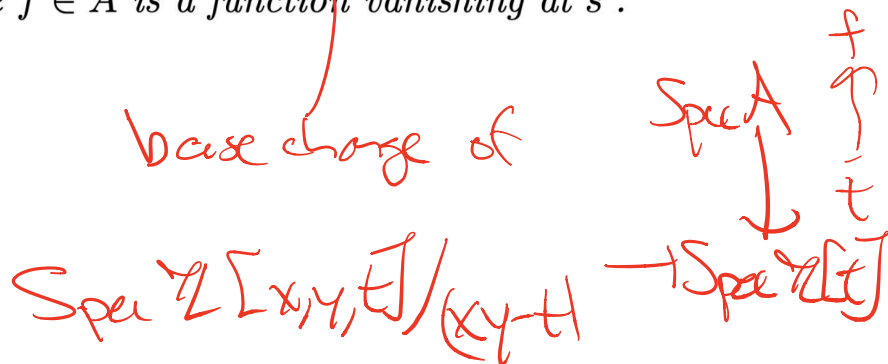 f ∈ A is a function vanishing at s'.
base change of
Spec A
f
t
Spec ℤ[x,y,t]/(xy-t) → Spec ℤ[t]